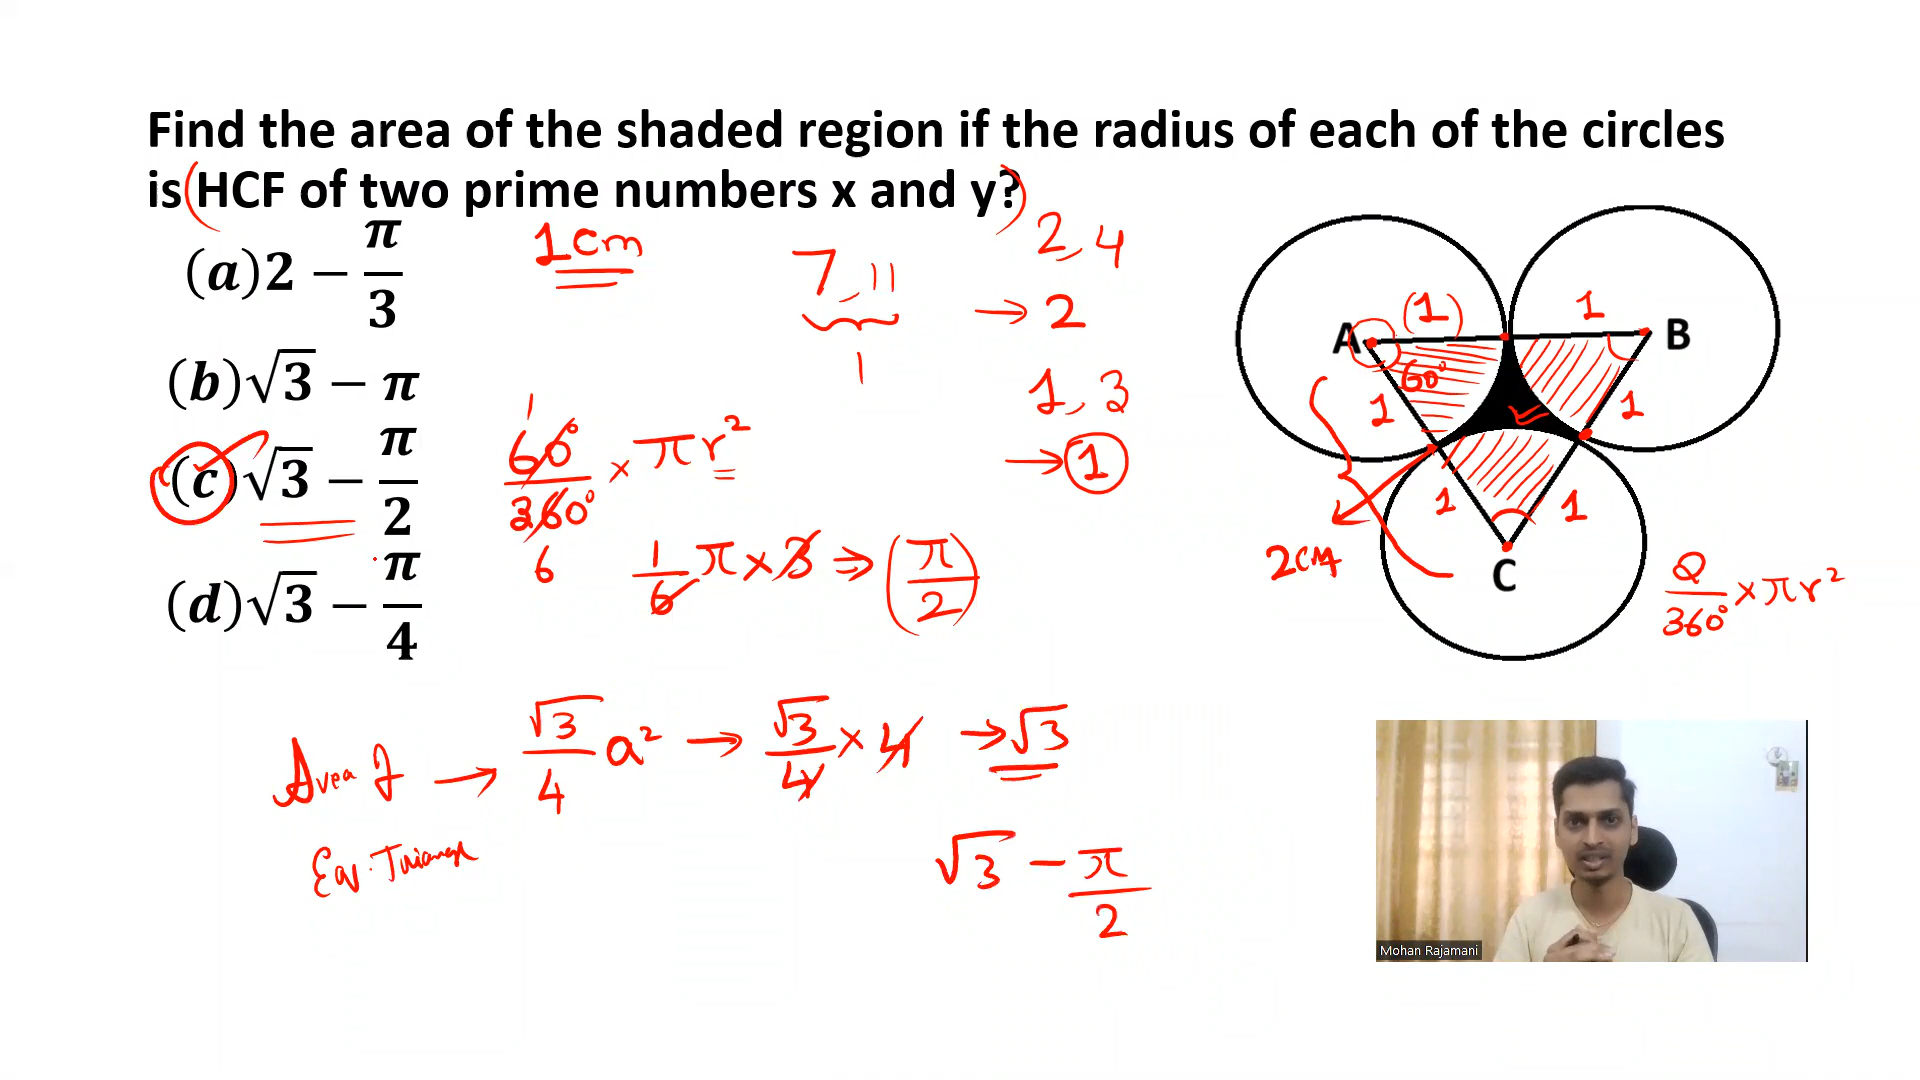 Find the area of the shaded region if the radius of each of the circles
is (HCF of two prime numbers x and y?)
(a) 2 − π/3
(b) √3 − π
(c) √3 − π/2
(d) √3 − π/4
1cm
7, 11
1
2, 4
→ 2
1, 3
→ 1
60°/360° × πr²
1
6
1/6 π × 3 ⇒ (π/2)
Area of → √3/4 a² → √3/4 × 4 → √3
Eq. Triangle
√3 − π/2
A
(1)
1
B
60°
1
1
1
1
2cm
C
Q/360° × πr²
Mohan Rajamani